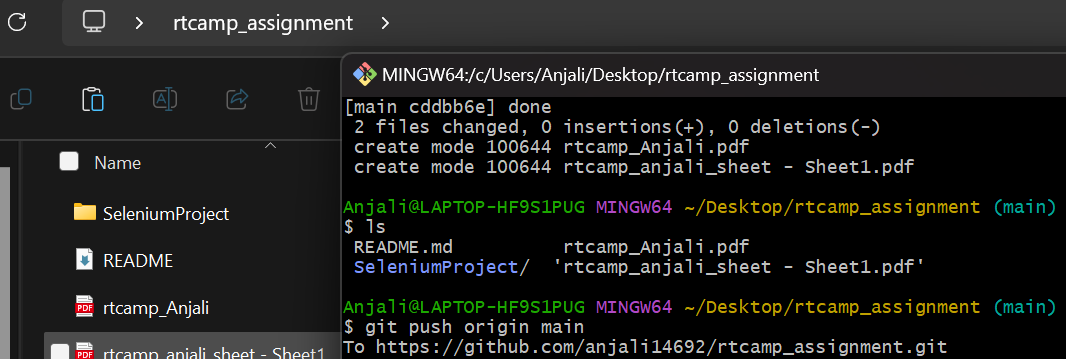 rtcamp_assignment
MINGW64:/c/Users/Anjali/Desktop/rtcamp_assignment
[main cddbb6e] done
2 files changed, 0 insertions(+), 0 deletions(-)
create mode 100644 rtcamp_Anjali.pdf
create mode 100644 rtcamp_anjali_sheet - Sheet1.pdf
Anjali@LAPTOP-HF9S1PUG MINGW64 ~/Desktop/rtcamp_assignment (main)
$ ls
README.md rtcamp_Anjali.pdf
SeleniumProject/ 'rtcamp_anjali_sheet - Sheet1.pdf'
Anjali@LAPTOP-HF9S1PUG MINGW64 ~/Desktop/rtcamp_assignment (main)
$ git push origin main
To https://github.com/anjali14692/rtcamp_assignment.git
Name
SeleniumProject
README
PDF
rtcamp_Anjali
PDF
rtcamp_anjali_sheet - Sheet1